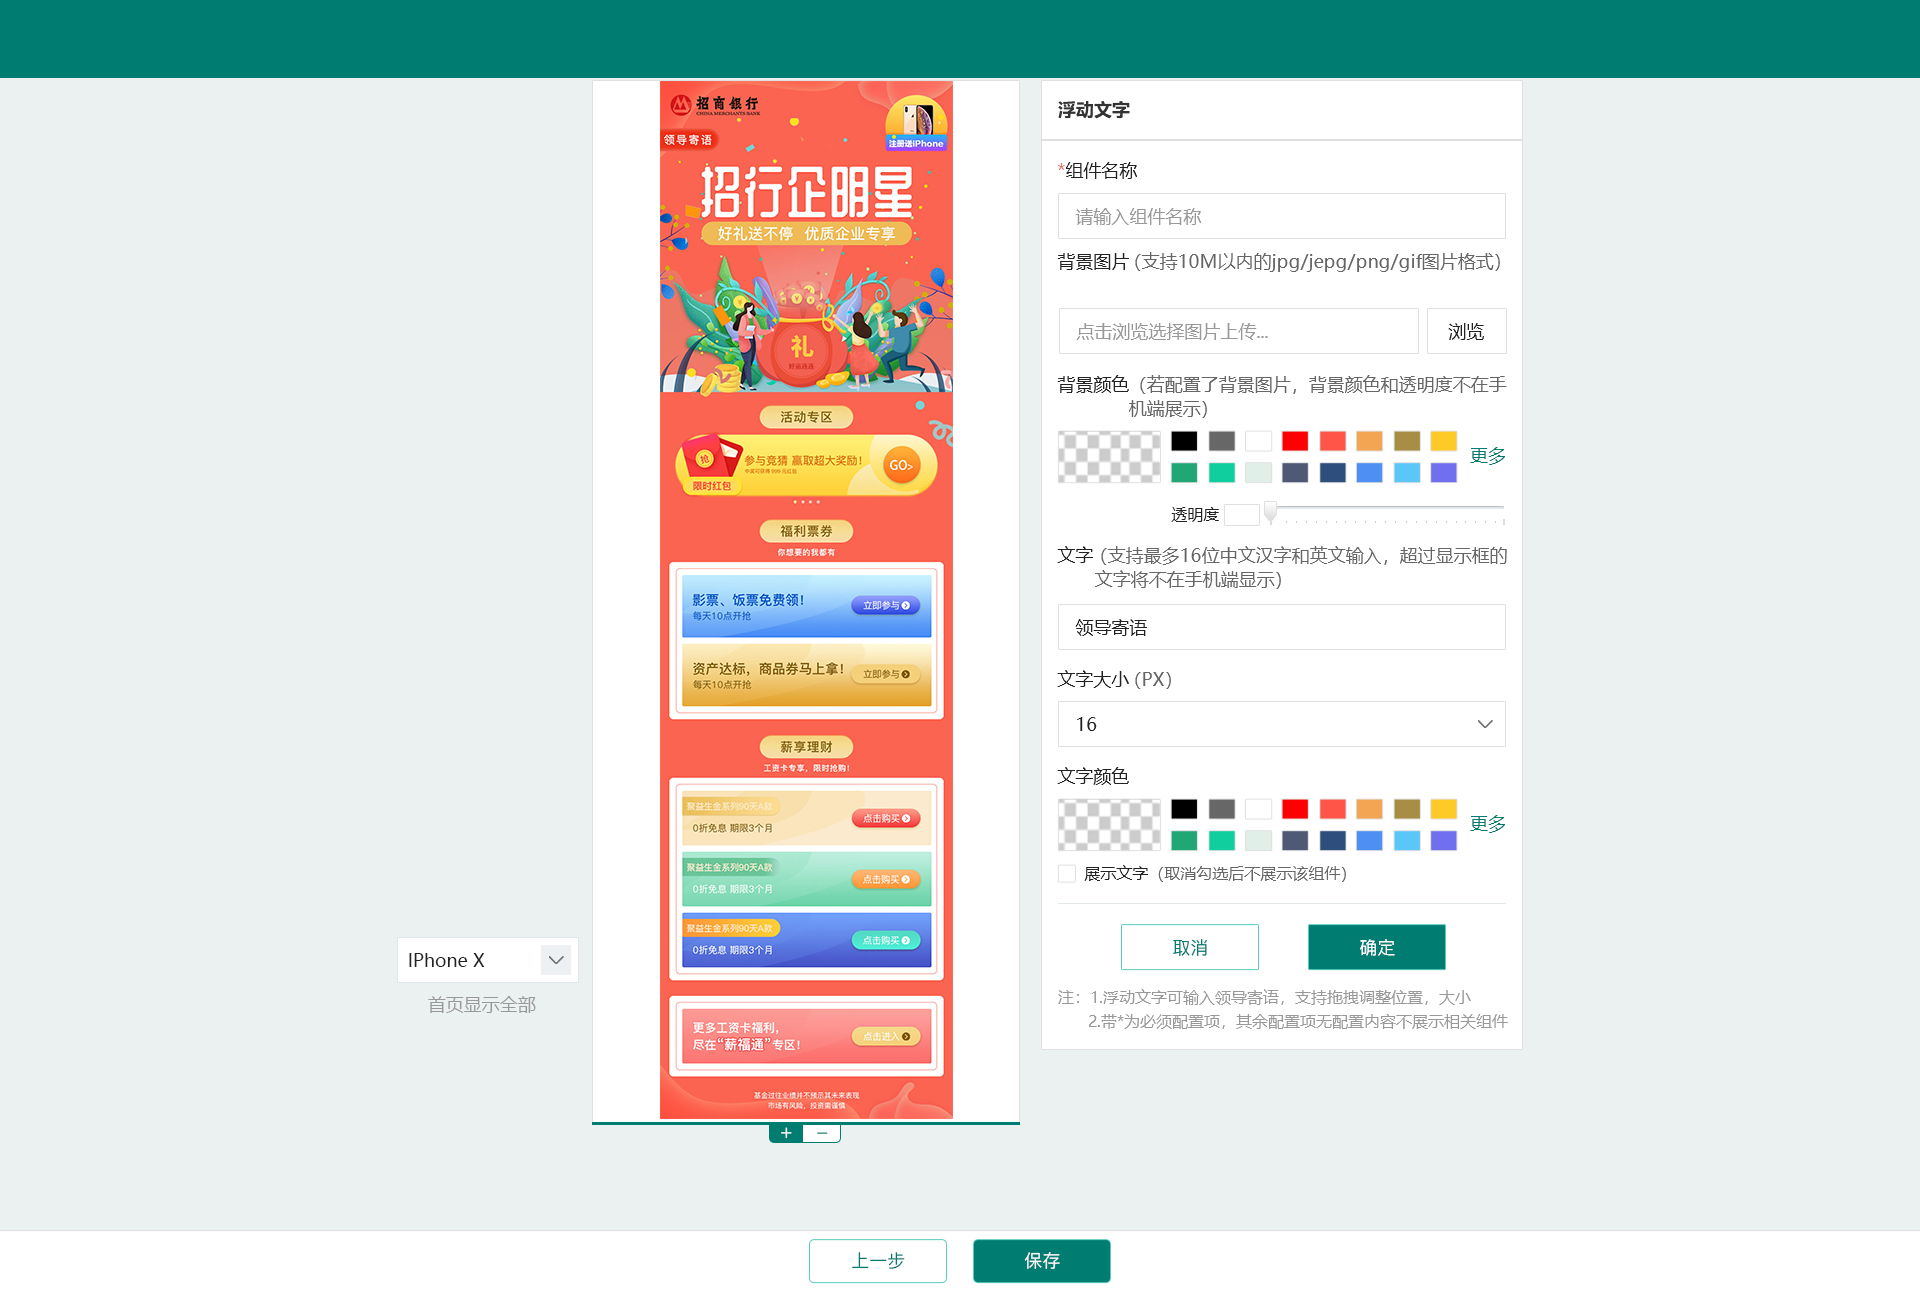 招商银行
CHINA MERCHANTS BANK
领导寄语
注册送iPhone
招行企明星
好礼送不停 优质企业专享
礼
好运连连
活动专区
抢
限时红包
参与竞猜 赢取超大奖励！
GO>
福利票券
你想要的我都有
影票、饭票免费领！
每天10点开抢
立即参与
资产达标，商品券马上拿！
每天10点开抢
立即参与
薪享理财
工资卡专享，限时抢购！
聚益生金系列90天A款
0折免息 期限3个月
点击购买
聚益生金系列90天A款
0折免息 期限3个月
点击购买
聚益生金系列90天A款
0折免息 期限3个月
点击购买
更多工资卡福利，
尽在“薪福通”专区！
点击进入
基金过往业绩并不预示其未来表现
市场有风险，投资需谨慎
+ −
IPhone X
首页显示全部
浮动文字
*组件名称
请输入组件名称
背景图片 (支持10M以内的jpg/jepg/png/gif图片格式）
点击浏览选择图片上传...
浏览
背景颜色（若配置了背景图片，背景颜色和透明度不在手
机端展示）
更多
透明度
文字 (支持最多16位中文汉字和英文输入，超过显示框的
文字将不在手机端显示）
领导寄语
文字大小 (PX）
16
文字颜色
更多
展示文字（取消勾选后不展示该组件）
取消
确定
注：1.浮动文字可输入领导寄语，支持拖拽调整位置，大小
2.带*为必须配置项，其余配置项无配置内容不展示相关组件
上一步
保存